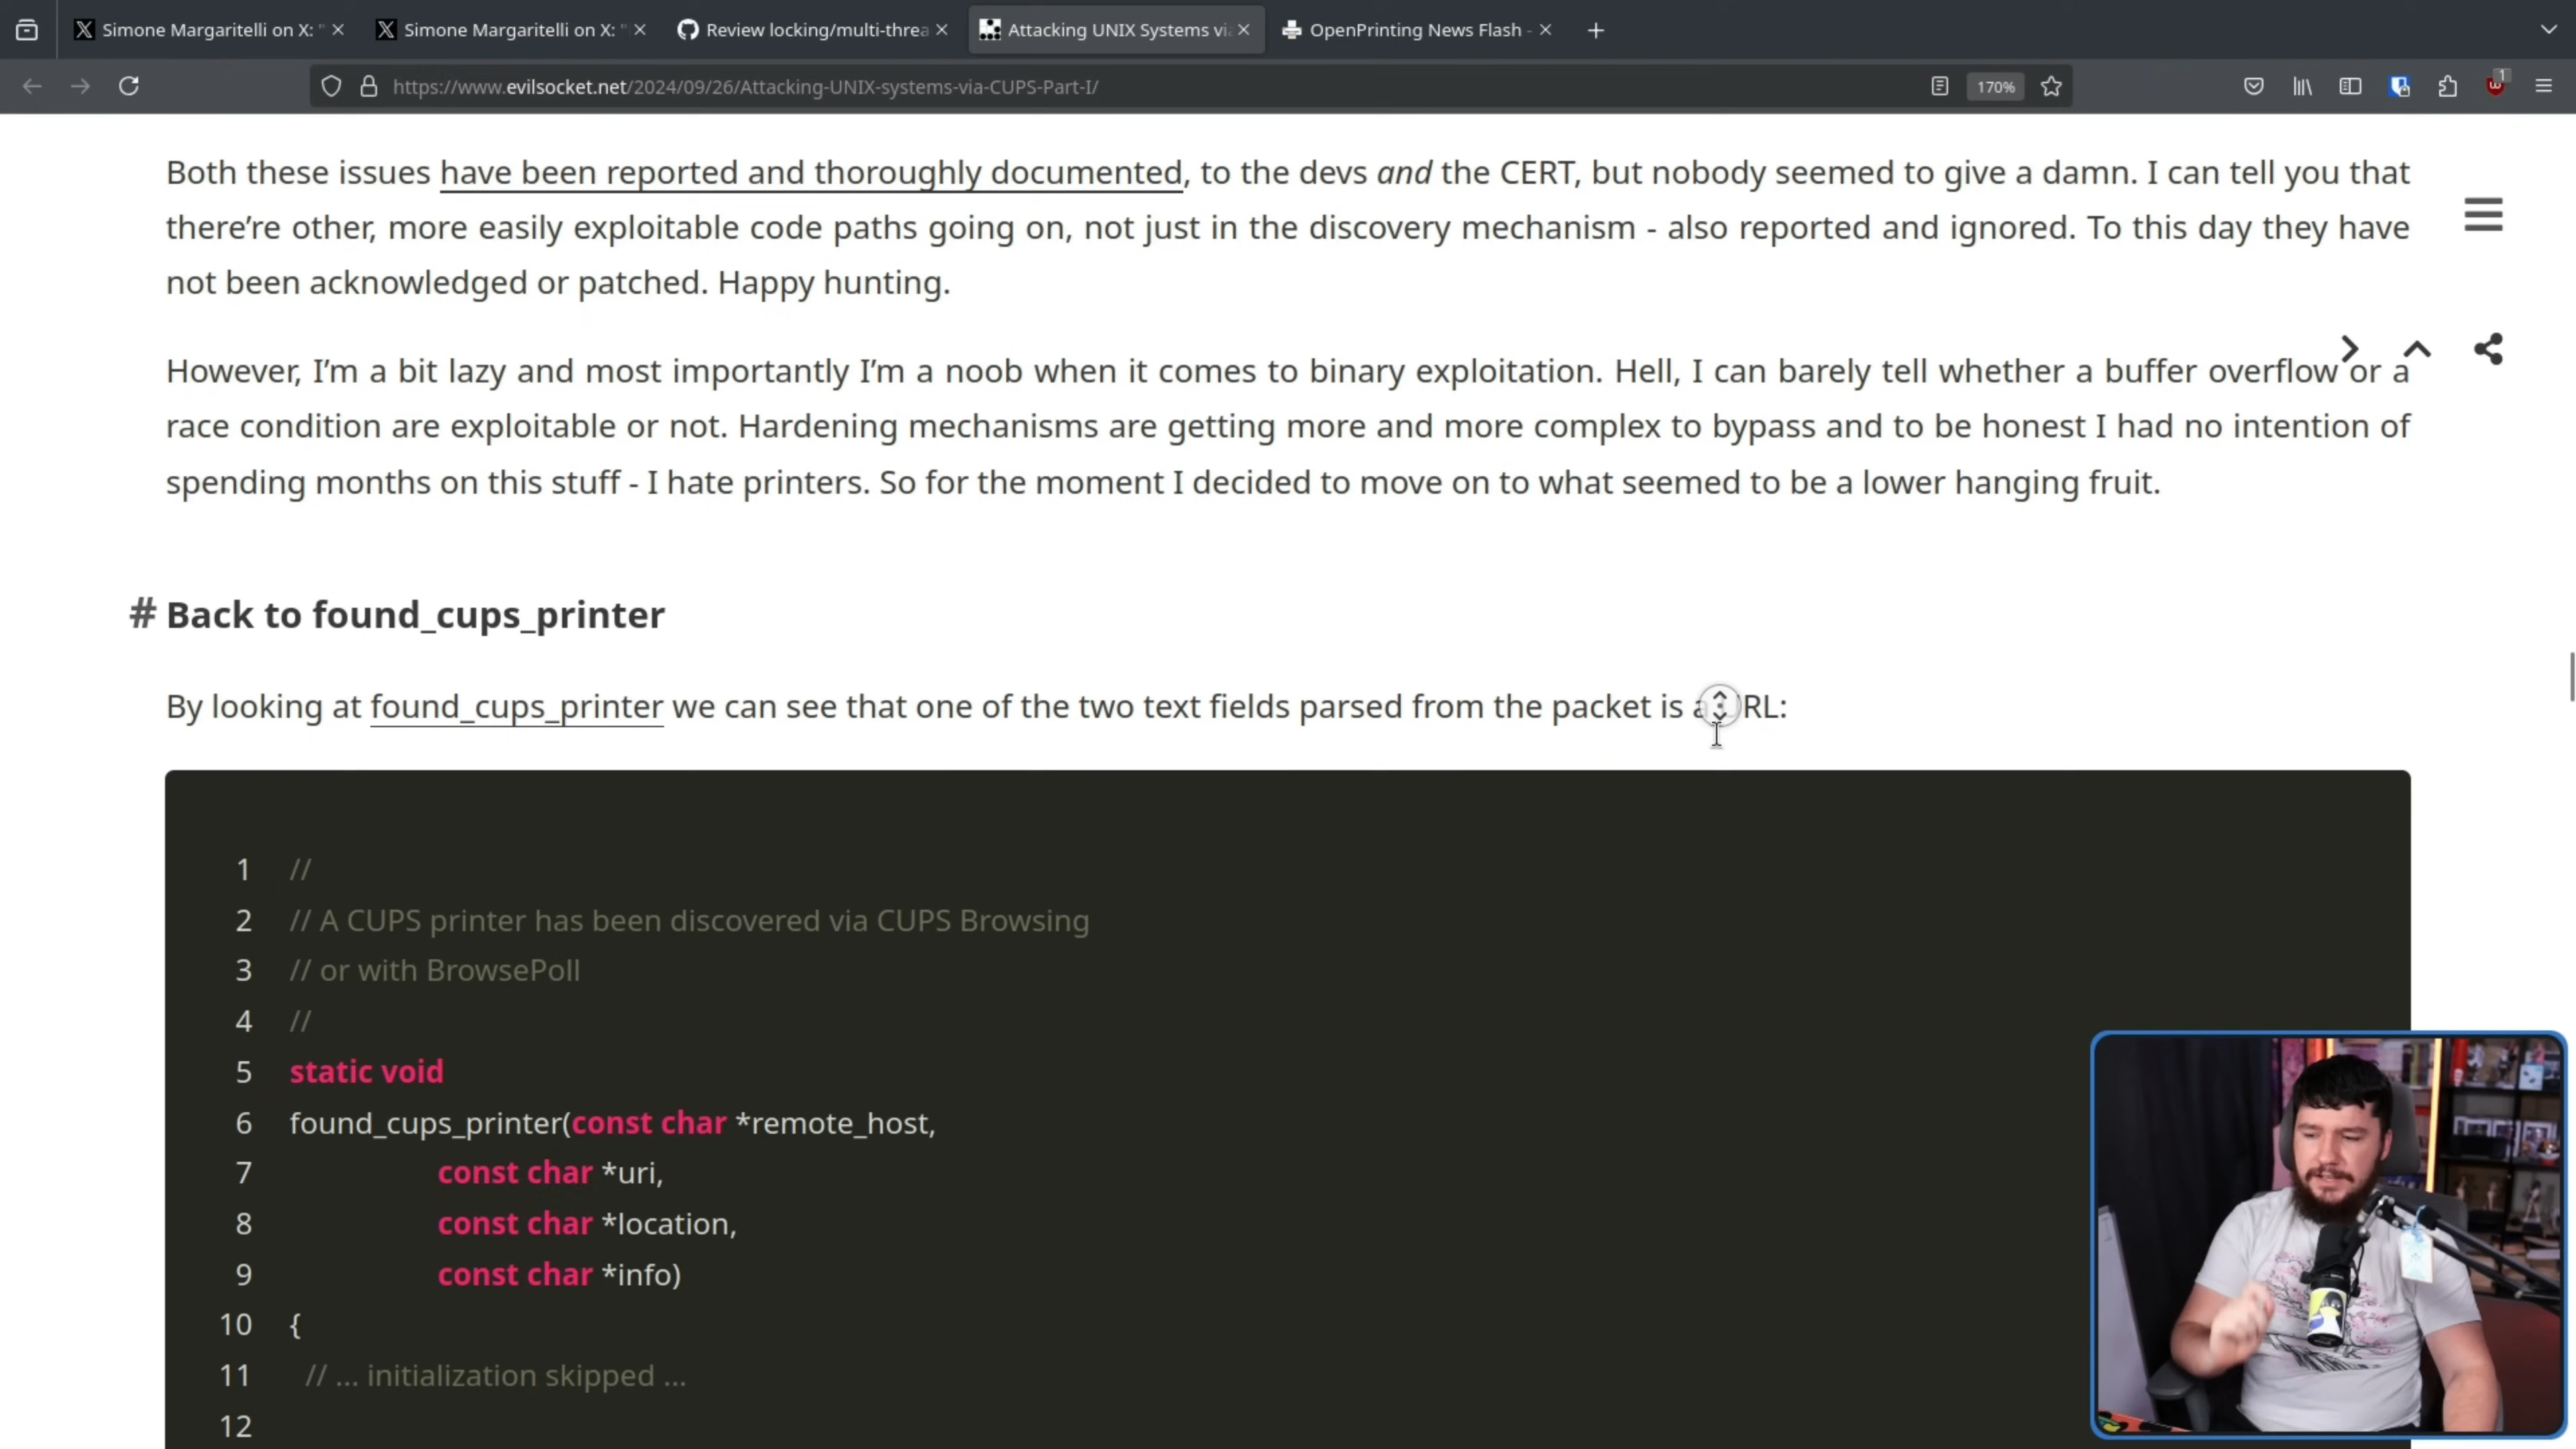 Simone Margaritelli on X: "
Simone Margaritelli on X: "
Review locking/multi-threa
Attacking UNIX Systems via
OpenPrinting News Flash -
https://www.evilsocket.net/2024/09/26/Attacking-UNIX-systems-via-CUPS-Part-I/
170%
1
Both these issues have been reported and thoroughly documented, to the devs and the CERT, but nobody seemed to give a damn. I can tell you that
there're other, more easily exploitable code paths going on, not just in the discovery mechanism - also reported and ignored. To this day they have
not been acknowledged or patched. Happy hunting.
However, I'm a bit lazy and most importantly I'm a noob when it comes to binary exploitation. Hell, I can barely tell whether a buffer overflow or a
race condition are exploitable or not. Hardening mechanisms are getting more and more complex to bypass and to be honest I had no intention of
spending months on this stuff - I hate printers. So for the moment I decided to move on to what seemed to be a lower hanging fruit.
# Back to found_cups_printer
By looking at found_cups_printer we can see that one of the two text fields parsed from the packet is a URL:
1 //
2 // A CUPS printer has been discovered via CUPS Browsing
3 // or with BrowsePoll
4 //
5 static void
6 found_cups_printer(const char *remote_host,
7 const char *uri,
8 const char *location,
9 const char *info)
10 {
11 // ... initialization skipped ...
12